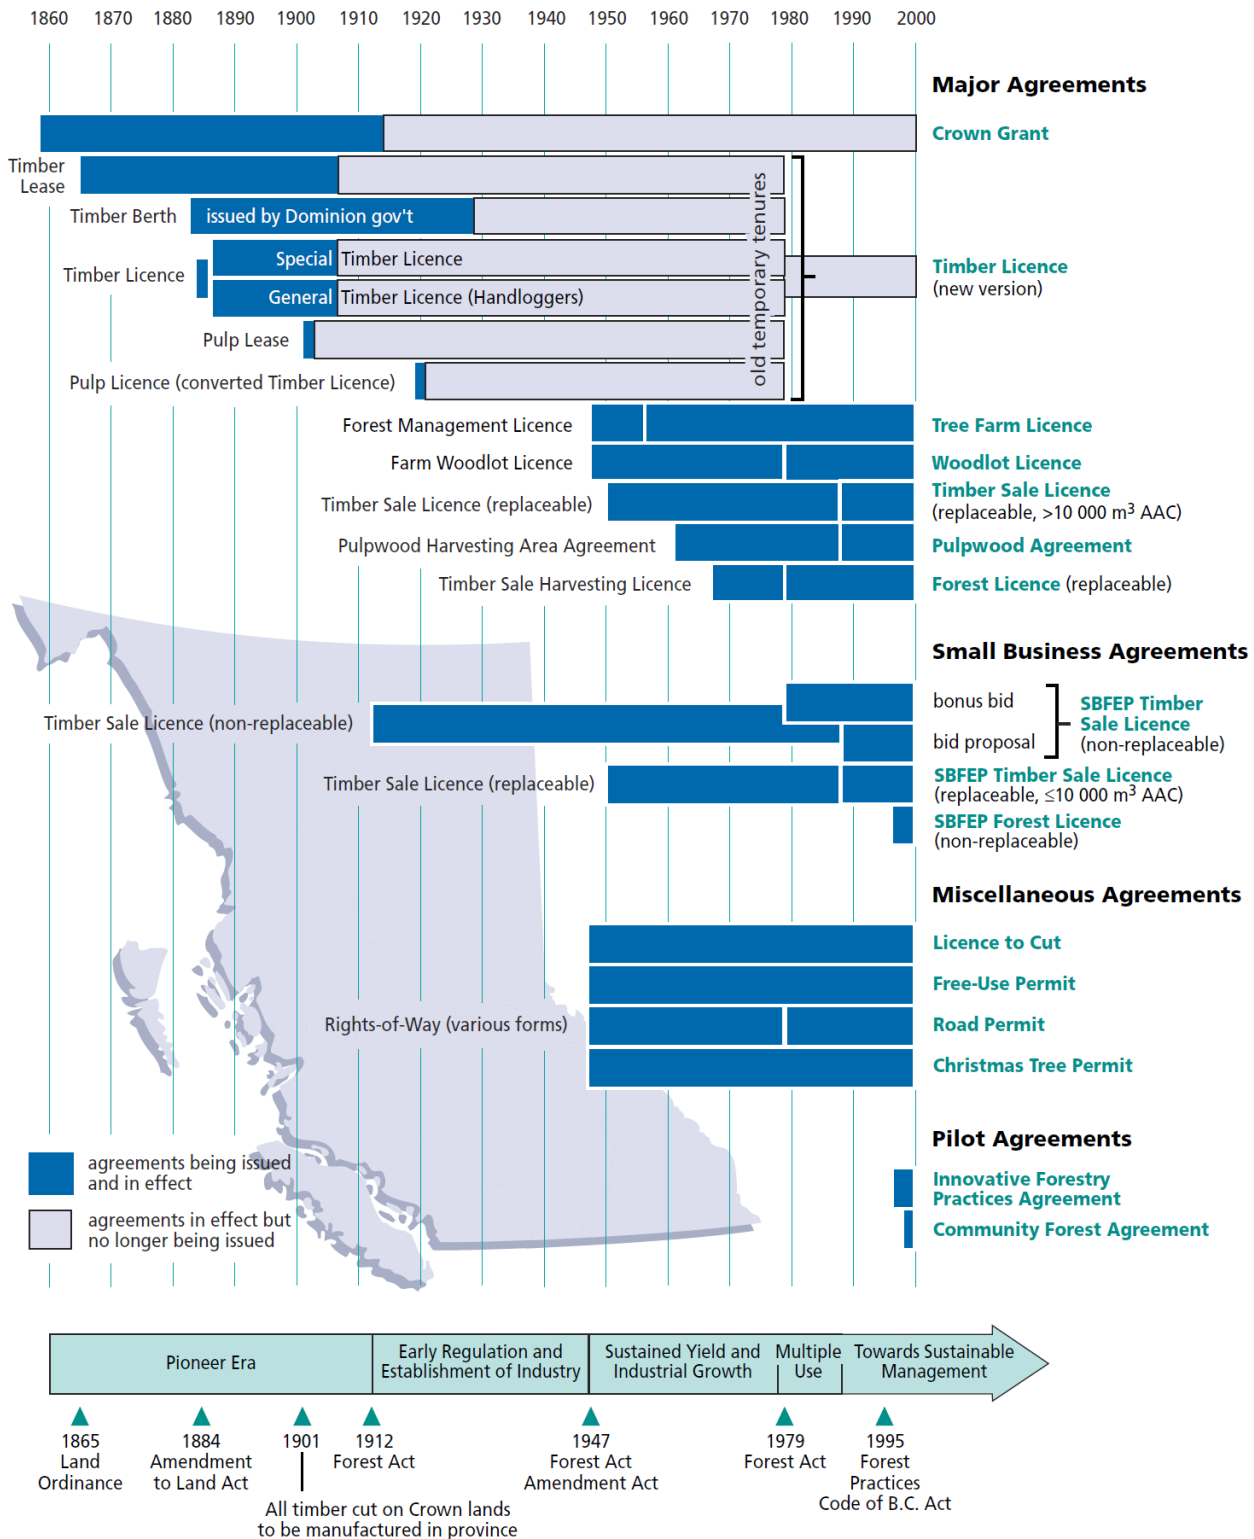 1860 1870 1880 1890 1900 1910 1920 1930 1940 1950 1960 1970 1980 1990 2000
Major Agreements
Crown Grant
Timber
Lease
Timber Berth
issued by Dominion gov't
Special Timber Licence
Timber Licence
General Timber Licence (Handloggers)
Pulp Lease
Pulp Licence (converted Timber Licence)
old temporary tenures
Timber Licence
(new version)
Forest Management Licence
Tree Farm Licence
Farm Woodlot Licence
Woodlot Licence
Timber Sale Licence (replaceable)
Timber Sale Licence
(replaceable, >10 000 m³ AAC)
Pulpwood Harvesting Area Agreement
Pulpwood Agreement
Timber Sale Harvesting Licence
Forest Licence (replaceable)
Small Business Agreements
Timber Sale Licence (non-replaceable)
bonus bid
bid proposal
SBFEP Timber
Sale Licence
(non-replaceable)
Timber Sale Licence (replaceable)
SBFEP Timber Sale Licence
(replaceable, ≤10 000 m³ AAC)
SBFEP Forest Licence
(non-replaceable)
Miscellaneous Agreements
Licence to Cut
Free-Use Permit
Rights-of-Way (various forms)
Road Permit
Christmas Tree Permit
Pilot Agreements
Innovative Forestry
Practices Agreement
Community Forest Agreement
agreements being issued
and in effect
agreements in effect but
no longer being issued
Pioneer Era
Early Regulation and
Establishment of Industry
Sustained Yield and
Industrial Growth
Multiple
Use
Towards Sustainable
Management
1865
Land
Ordinance
1884
Amendment
to Land Act
1901
All timber cut on Crown lands
to be manufactured in province
1912
Forest Act
1947
Forest Act
Amendment Act
1979
Forest Act
1995
Forest
Practices
Code of B.C. Act